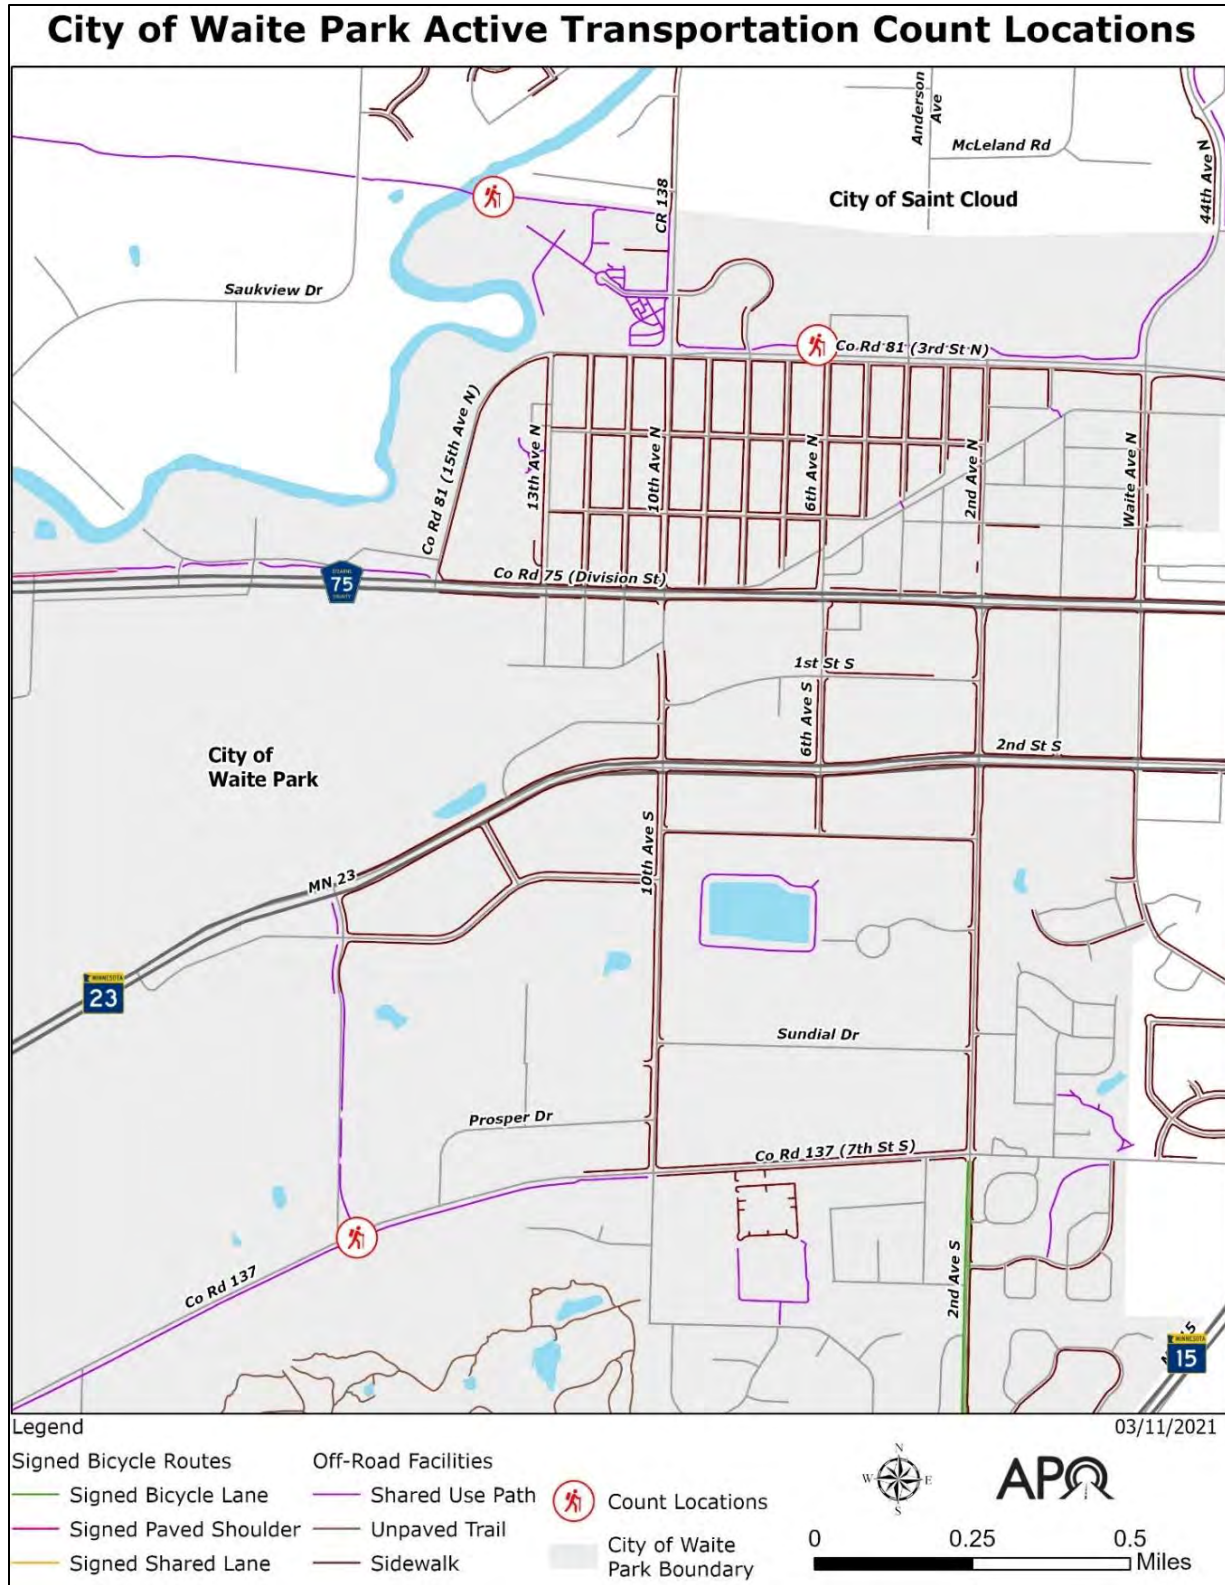 City of Waite Park Active Transportation Count Locations
Anderson
Ave
McLeland Rd
44th Ave N
CR 138
City of Saint Cloud
Saukview Dr
Co Rd 81 (3rd St N)
Co Rd 81 (15th Ave N)
13th Ave N
10th Ave N
6th Ave N
2nd Ave N
Waite Ave N
75
Co Rd 75 (Division St)
1st St S
6th Ave S
2nd St S
City of
Waite Park
MN 23
10th Ave S
MINNESOTA
23
Sundial Dr
Prosper Dr
Co Rd 137 (7th St S)
Co Rd 137
2nd Ave S
MINNESOTA
15
Legend
03/11/2021
Signed Bicycle Routes
Signed Bicycle Lane
Signed Paved Shoulder
Signed Shared Lane
Off-Road Facilities
Shared Use Path
Unpaved Trail
Sidewalk
Count Locations
City of Waite
Park Boundary
N
W E
S
APO
0 0.25 0.5
Miles